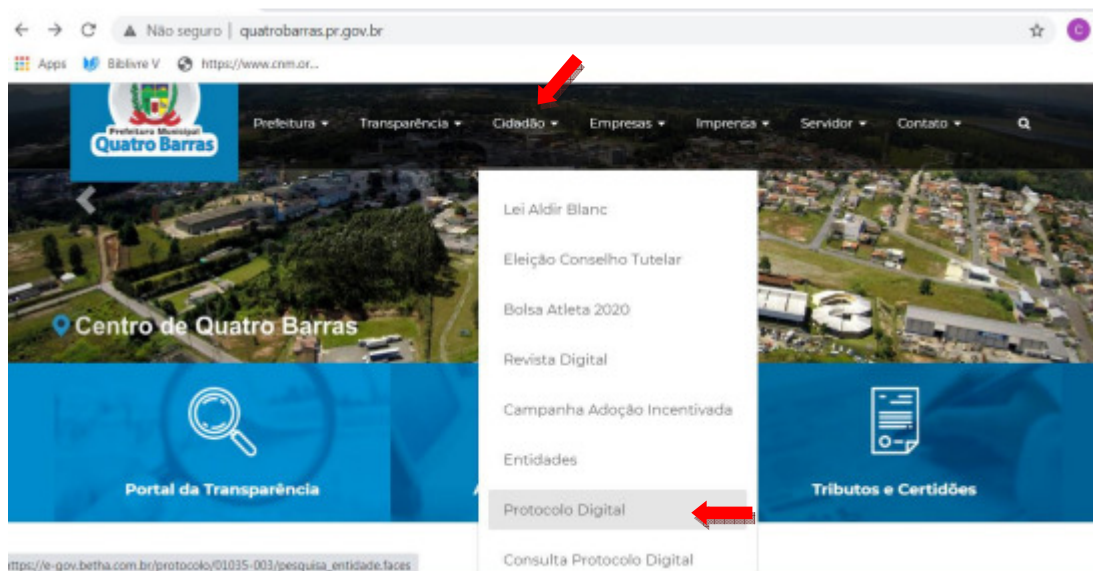 Não seguro | quatrobarras.pr.gov.br
Apps Biblivre V https://www.cnm.or...
Prefeitura Municipal
Quatro Barras
Prefeitura Transparência Cidadão Empresas Imprensa Servidor Contato
Lei Aldir Blanc
Eleição Conselho Tutelar
Bolsa Atleta 2020
Centro de Quatro Barras
Revista Digital
Campanha Adoção Incentivada
Entidades
Portal da Transparência
Tributos e Certidões
Protocolo Digital
Consulta Protocolo Digital
ttps://e-gov.betha.com.br/protocolo/01035-003/pesquisa_entidade.faces